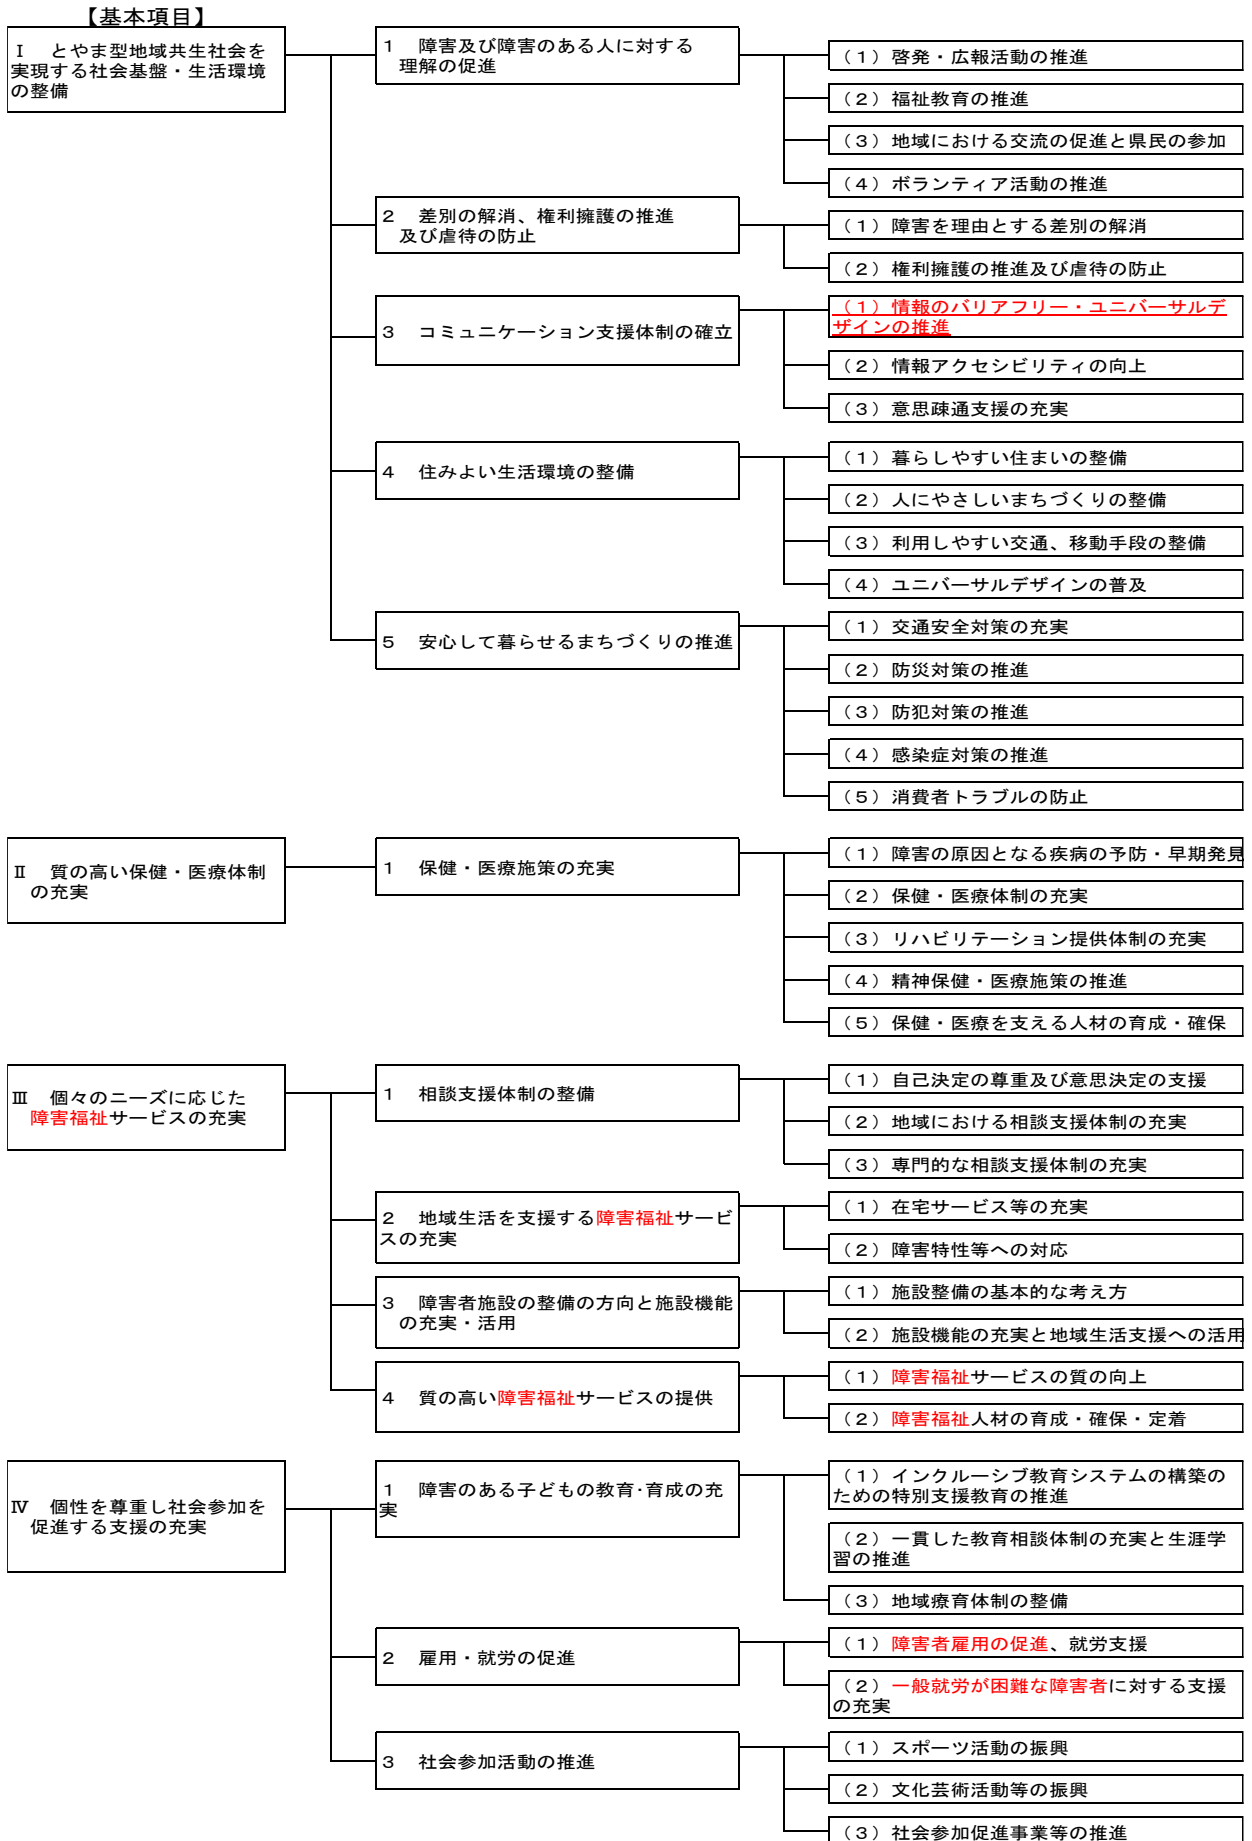 【基本項目】
Ⅰ　とやま型地域共生社会を
実現する社会基盤・生活環境
の整備
１　障害及び障害のある人に対する
理解の促進
（１）啓発・広報活動の推進
（２）福祉教育の推進
（３）地域における交流の促進と県民の参加
（４）ボランティア活動の推進
２　差別の解消、権利擁護の推進
及び虐待の防止
（１）障害を理由とする差別の解消
（２）権利擁護の推進及び虐待の防止
３　コミュニケーション支援体制の確立
（１）情報のバリアフリー・ユニバーサルデ
ザインの推進
（２）情報アクセシビリティの向上
（３）意思疎通支援の充実
４　住みよい生活環境の整備
（１）暮らしやすい住まいの整備
（２）人にやさしいまちづくりの整備
（３）利用しやすい交通、移動手段の整備
（４）ユニバーサルデザインの普及
５　安心して暮らせるまちづくりの推進
（１）交通安全対策の充実
（２）防災対策の推進
（３）防犯対策の推進
（４）感染症対策の推進
（５）消費者トラブルの防止
Ⅱ　質の高い保健・医療体制
の充実
１　保健・医療施策の充実
（１）障害の原因となる疾病の予防・早期発見
（２）保健・医療体制の充実
（３）リハビリテーション提供体制の充実
（４）精神保健・医療施策の推進
（５）保健・医療を支える人材の育成・確保
Ⅲ　個々のニーズに応じた
障害福祉サービスの充実
１　相談支援体制の整備
（１）自己決定の尊重及び意思決定の支援
（２）地域における相談支援体制の充実
（３）専門的な相談支援体制の充実
２　地域生活を支援する障害福祉サービ
スの充実
（１）在宅サービス等の充実
（２）障害特性等への対応
３　障害者施設の整備の方向と施設機能
の充実・活用
（１）施設整備の基本的な考え方
（２）施設機能の充実と地域生活支援への活用
４　質の高い障害福祉サービスの提供
（１）障害福祉サービスの質の向上
（２）障害福祉人材の育成・確保・定着
Ⅳ　個性を尊重し社会参加を
促進する支援の充実
１　障害のある子どもの教育･育成の充
実
（１）インクルーシブ教育システムの構築の
ための特別支援教育の推進
（２）一貫した教育相談体制の充実と生涯学
習の推進
（３）地域療育体制の整備
２　雇用・就労の促進
（１）障害者雇用の促進、就労支援
（２）一般就労が困難な障害者に対する支援
の充実
３　社会参加活動の推進
（１）スポーツ活動の振興
（２）文化芸術活動等の振興
（３）社会参加促進事業等の推進